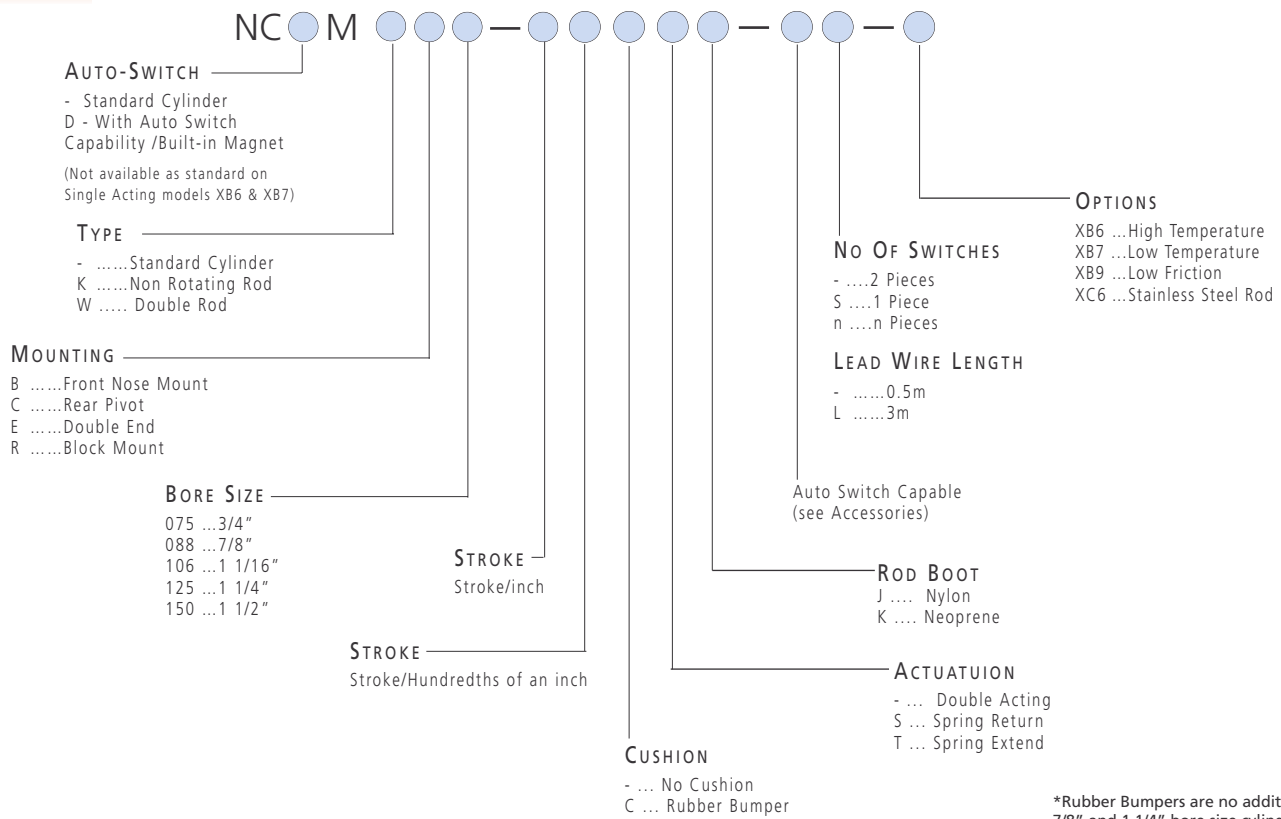 NC M — — —
AUTO-SWITCH
- Standard Cylinder
D - With Auto Switch
Capability /Built-in Magnet
(Not available as standard on
Single Acting models XB6 & XB7)
TYPE
- ......Standard Cylinder
K ......Non Rotating Rod
W ..... Double Rod
MOUNTING
B ......Front Nose Mount
C ......Rear Pivot
E ......Double End
R ......Block Mount
BORE SIZE
075 ...3/4"
088 ...7/8"
106 ...1 1/16"
125 ...1 1/4"
150 ...1 1/2"
STROKE
Stroke/inch
STROKE
Stroke/Hundredths of an inch
CUSHION
- ... No Cushion
C ... Rubber Bumper
ACTUATUION
- ... Double Acting
S ... Spring Return
T ... Spring Extend
ROD BOOT
J .... Nylon
K .... Neoprene
Auto Switch Capable
(see Accessories)
NO OF SWITCHES
- ....2 Pieces
S ....1 Piece
n ....n Pieces
LEAD WIRE LENGTH
- ......0.5m
L ......3m
OPTIONS
XB6 ...High Temperature
XB7 ...Low Temperature
XB9 ...Low Friction
XC6 ...Stainless Steel Rod
*Rubber Bumpers are no addit